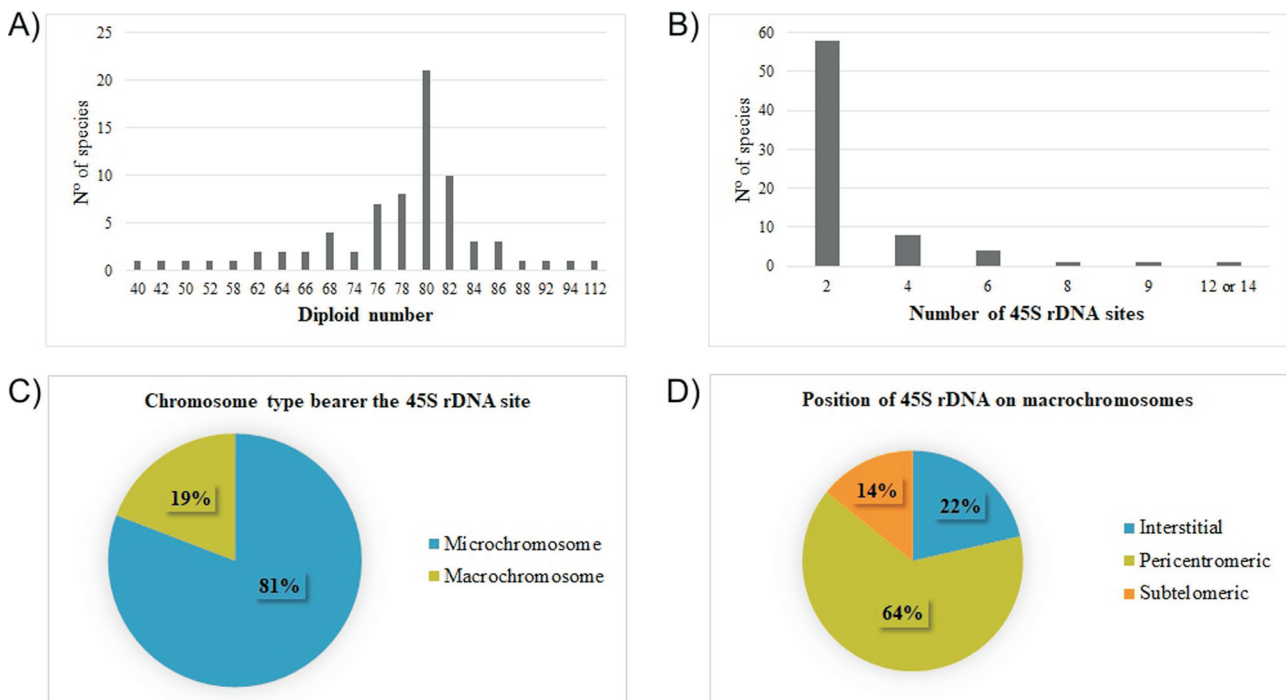 A)
25
20
15
10
5
0
Nº of species
40 42 50 52 58 62 64 66 68 74 76 78 80 82 84 86 88 92 94 112
Diploid number
B)
60
50
40
30
20
10
0
Nº of species
2 4 6 8 9 12 or 14
Number of 45S rDNA sites
C)
Chromosome type bearer the 45S rDNA site
19%
81%
Microchromosome
Macrochromosome
D)
Position of 45S rDNA on macrochromosomes
14%
22%
64%
Interstitial
Pericentromeric
Subtelomeric